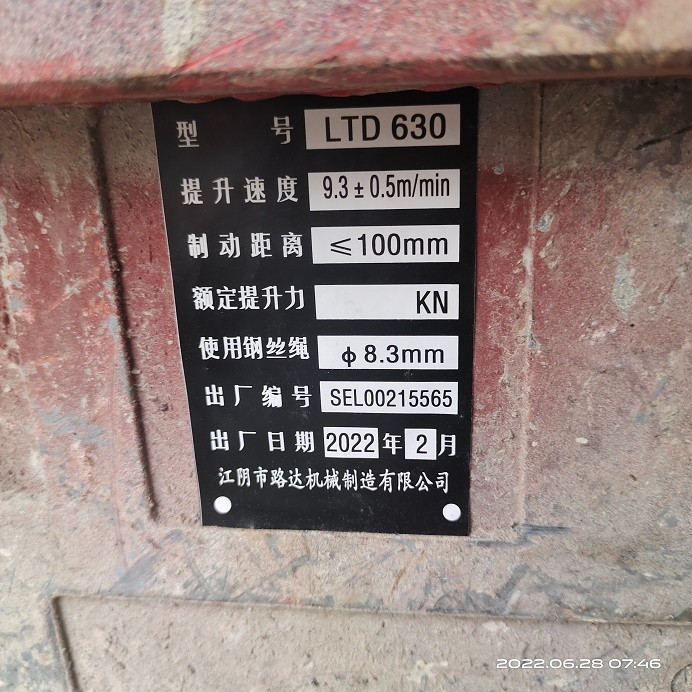 型 号 LTD 630
提升速度 9.3±0.5m/min
制动距离 ≤100mm
额定提升力 KN
使用钢丝绳 φ8.3mm
出厂编号 SEL00215565
出厂日期 2022 年 2 月
江阴市路达机械制造有限公司
2022.06.28 07:46